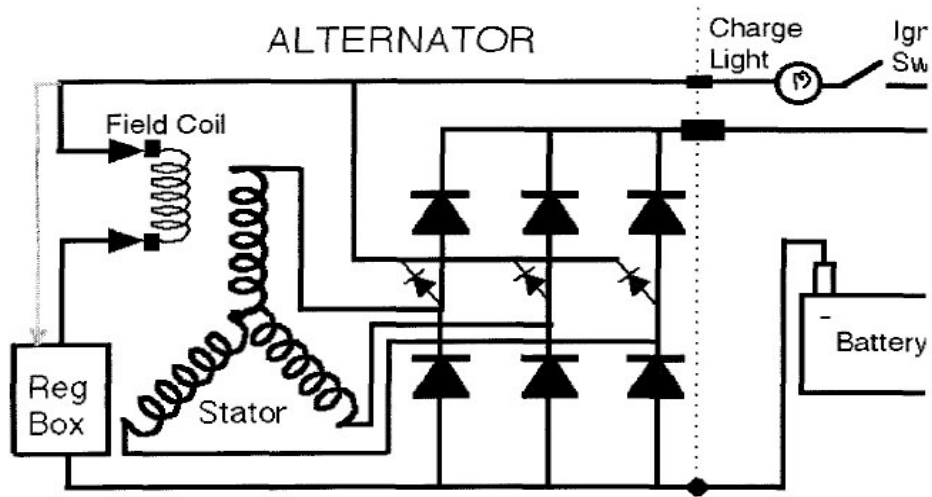 ALTERNATOR
Charge
Light
Field Coil
Stator
Reg
Box
-
Battery